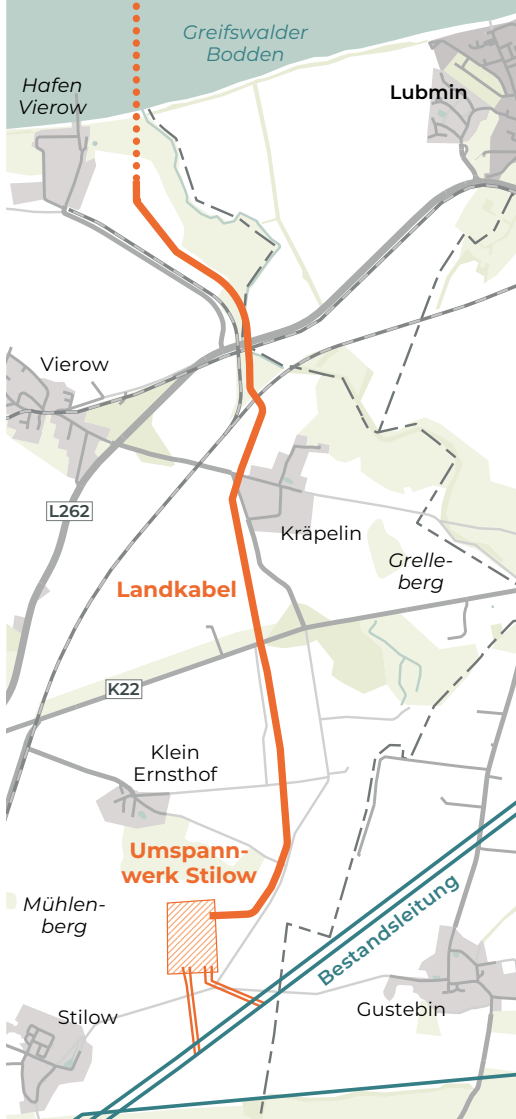 Greifswalder
Bodden
Hafen
Vierow
Lubmin
Vierow
L262
Kräpelin
Grelle-
berg
Landkabel
K22
Klein
Ernsthof
Umspann-
werk Stilow
Mühlen-
berg
Bestandsleitung
Gustebin
Stilow